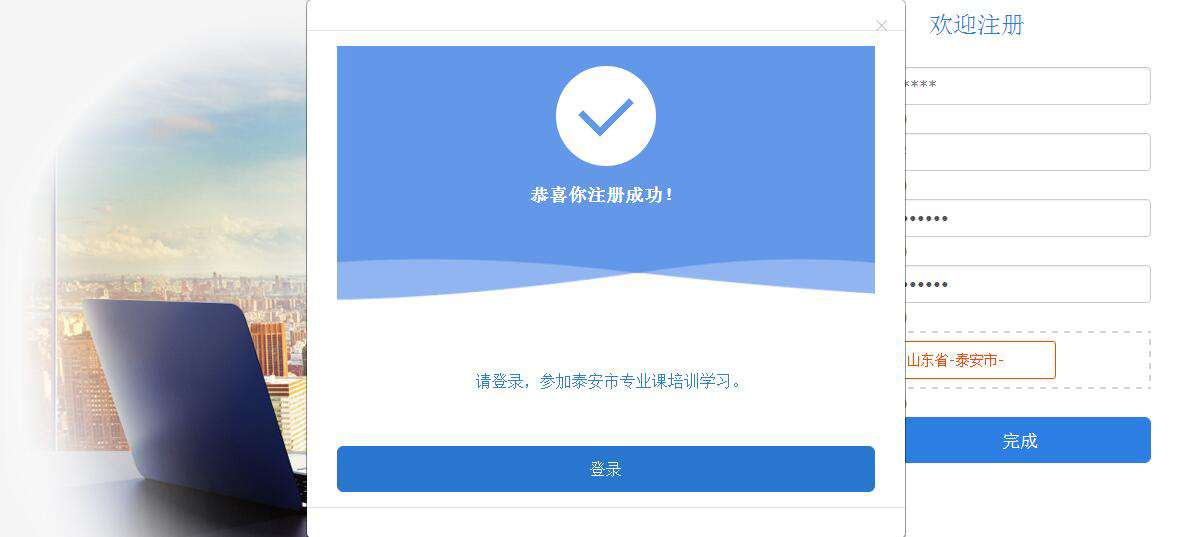 欢迎注册
×
恭喜你注册成功！
请登录，参加泰安市专业课培训学习。
登录
****
••••••
••••••
山东省-泰安市-
完成